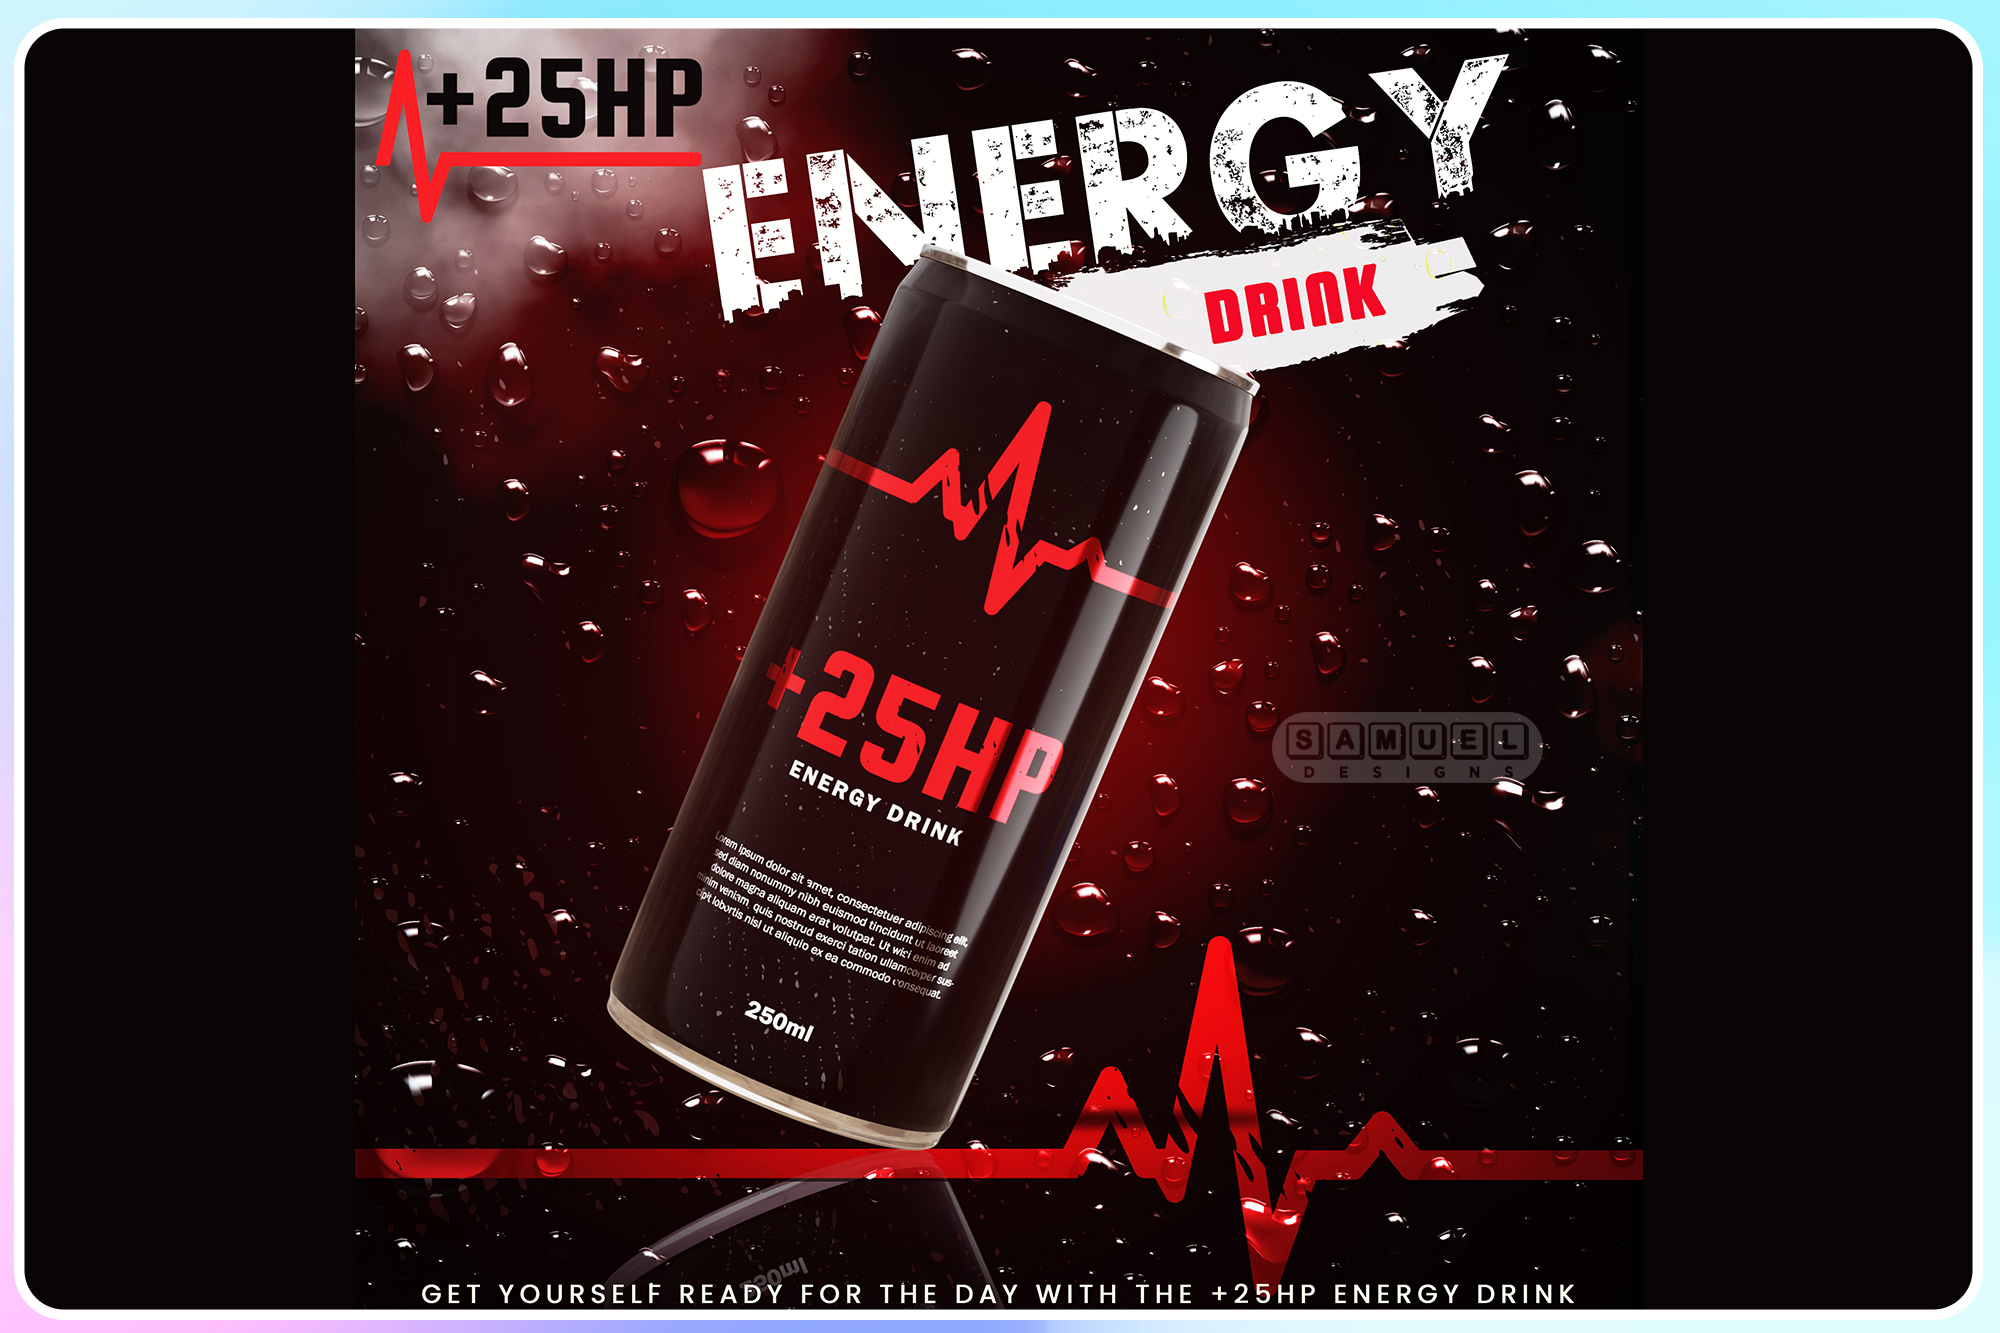 +25HP
ENERGY
DRINK
+25HP
ENERGY DRINK
Lorem ipsum dolor sit amet, consectetuer adipiscing elit,
sed diam nonummy nibh euismod tincidunt ut laoreet
dolore magna aliquam erat volutpat. Ut wisi enim ad
minim veniam, quis nostrud exerci tation ullamcorper sus-
cipit lobortis nisl ut aliquip ex ea commodo consequat.
250ml
SAMUEL
DESIGNS
250ml
GET YOURSELF READY FOR THE DAY WITH THE +25HP ENERGY DRINK